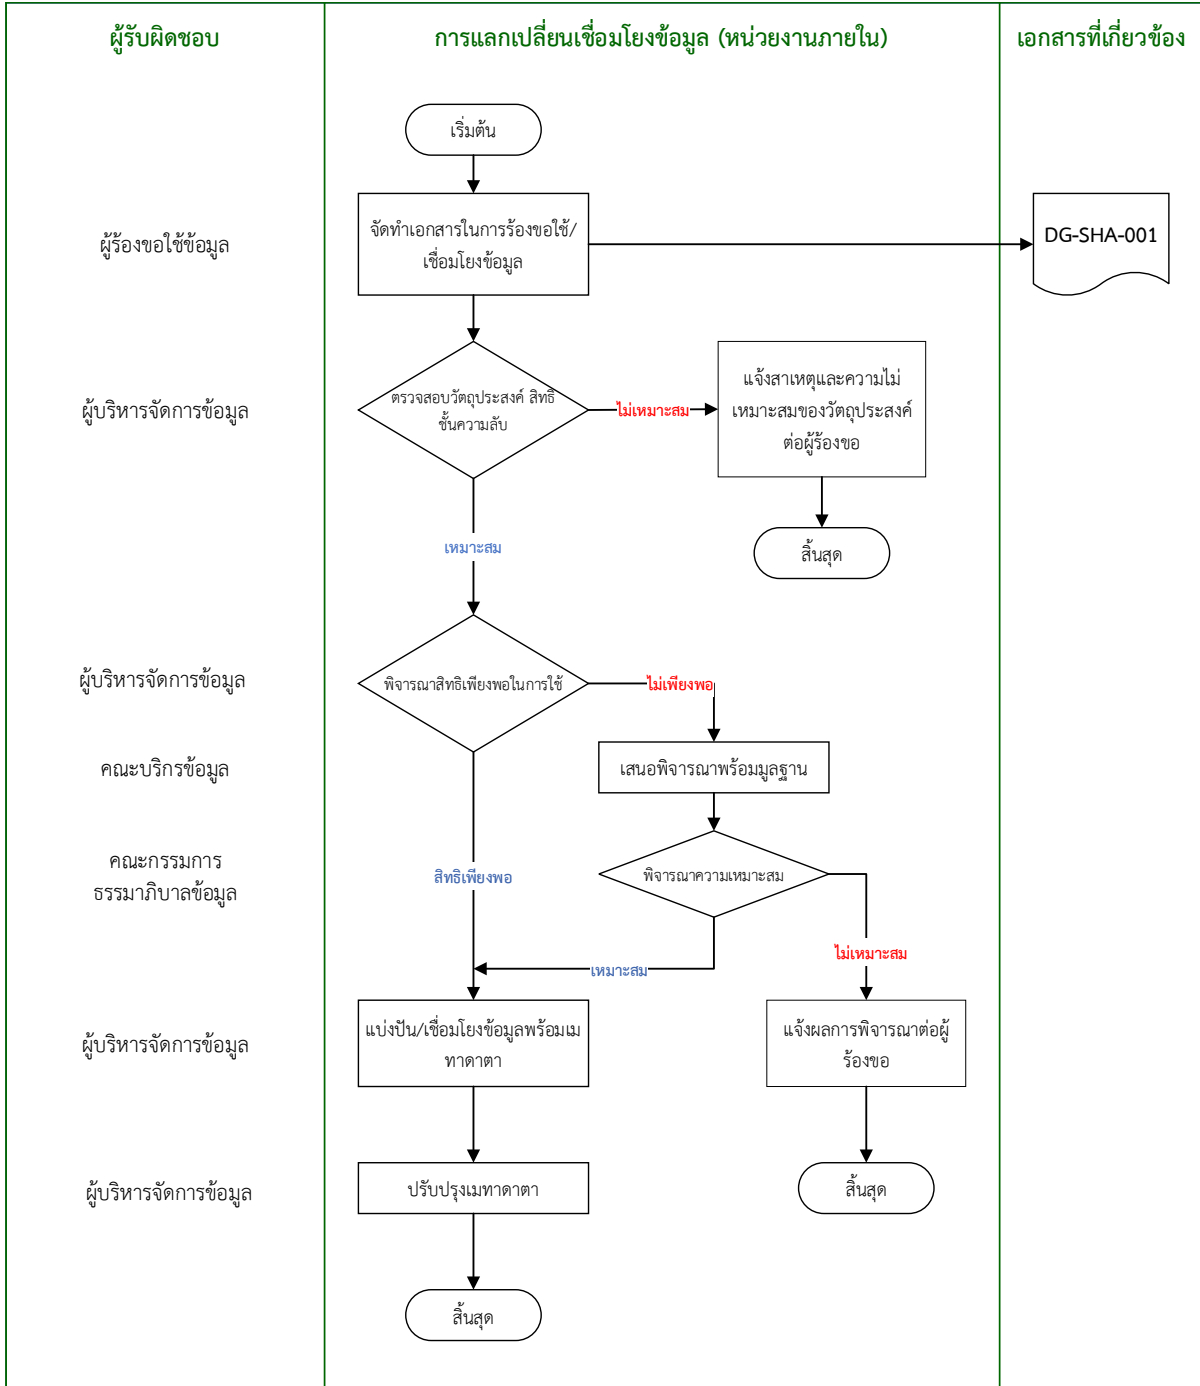 ผู้รับผิดชอบ
การแลกเปลี่ยนเชื่อมโยงข้อมูล (หน่วยงานภายใน)
เอกสารที่เกี่ยวข้อง
เริ่มต้น
ผู้ร้องขอใช้ข้อมูล
จัดทำเอกสารในการร้องขอใช้/
เชื่อมโยงข้อมูล
DG-SHA-001
ผู้บริหารจัดการข้อมูล
ตรวจสอบวัตถุประสงค์ สิทธิ
ชั้นความลับ
ไม่เหมาะสม
แจ้งสาเหตุและความไม่
เหมาะสมของวัตถุประสงค์
ต่อผู้ร้องขอ
เหมาะสม
สิ้นสุด
ผู้บริหารจัดการข้อมูล
พิจารณาสิทธิเพียงพอในการใช้
ไม่เพียงพอ
คณะบริกรข้อมูล
เสนอพิจารณาพร้อมมูลฐาน
คณะกรรมการ
ธรรมาภิบาลข้อมูล
สิทธิเพียงพอ
พิจารณาความเหมาะสม
เหมาะสม
ไม่เหมาะสม
ผู้บริหารจัดการข้อมูล
แบ่งปัน/เชื่อมโยงข้อมูลพร้อมเม
ทาดาตา
แจ้งผลการพิจารณาต่อผู้
ร้องขอ
ผู้บริหารจัดการข้อมูล
ปรับปรุงเมทาดาตา
สิ้นสุด
สิ้นสุด